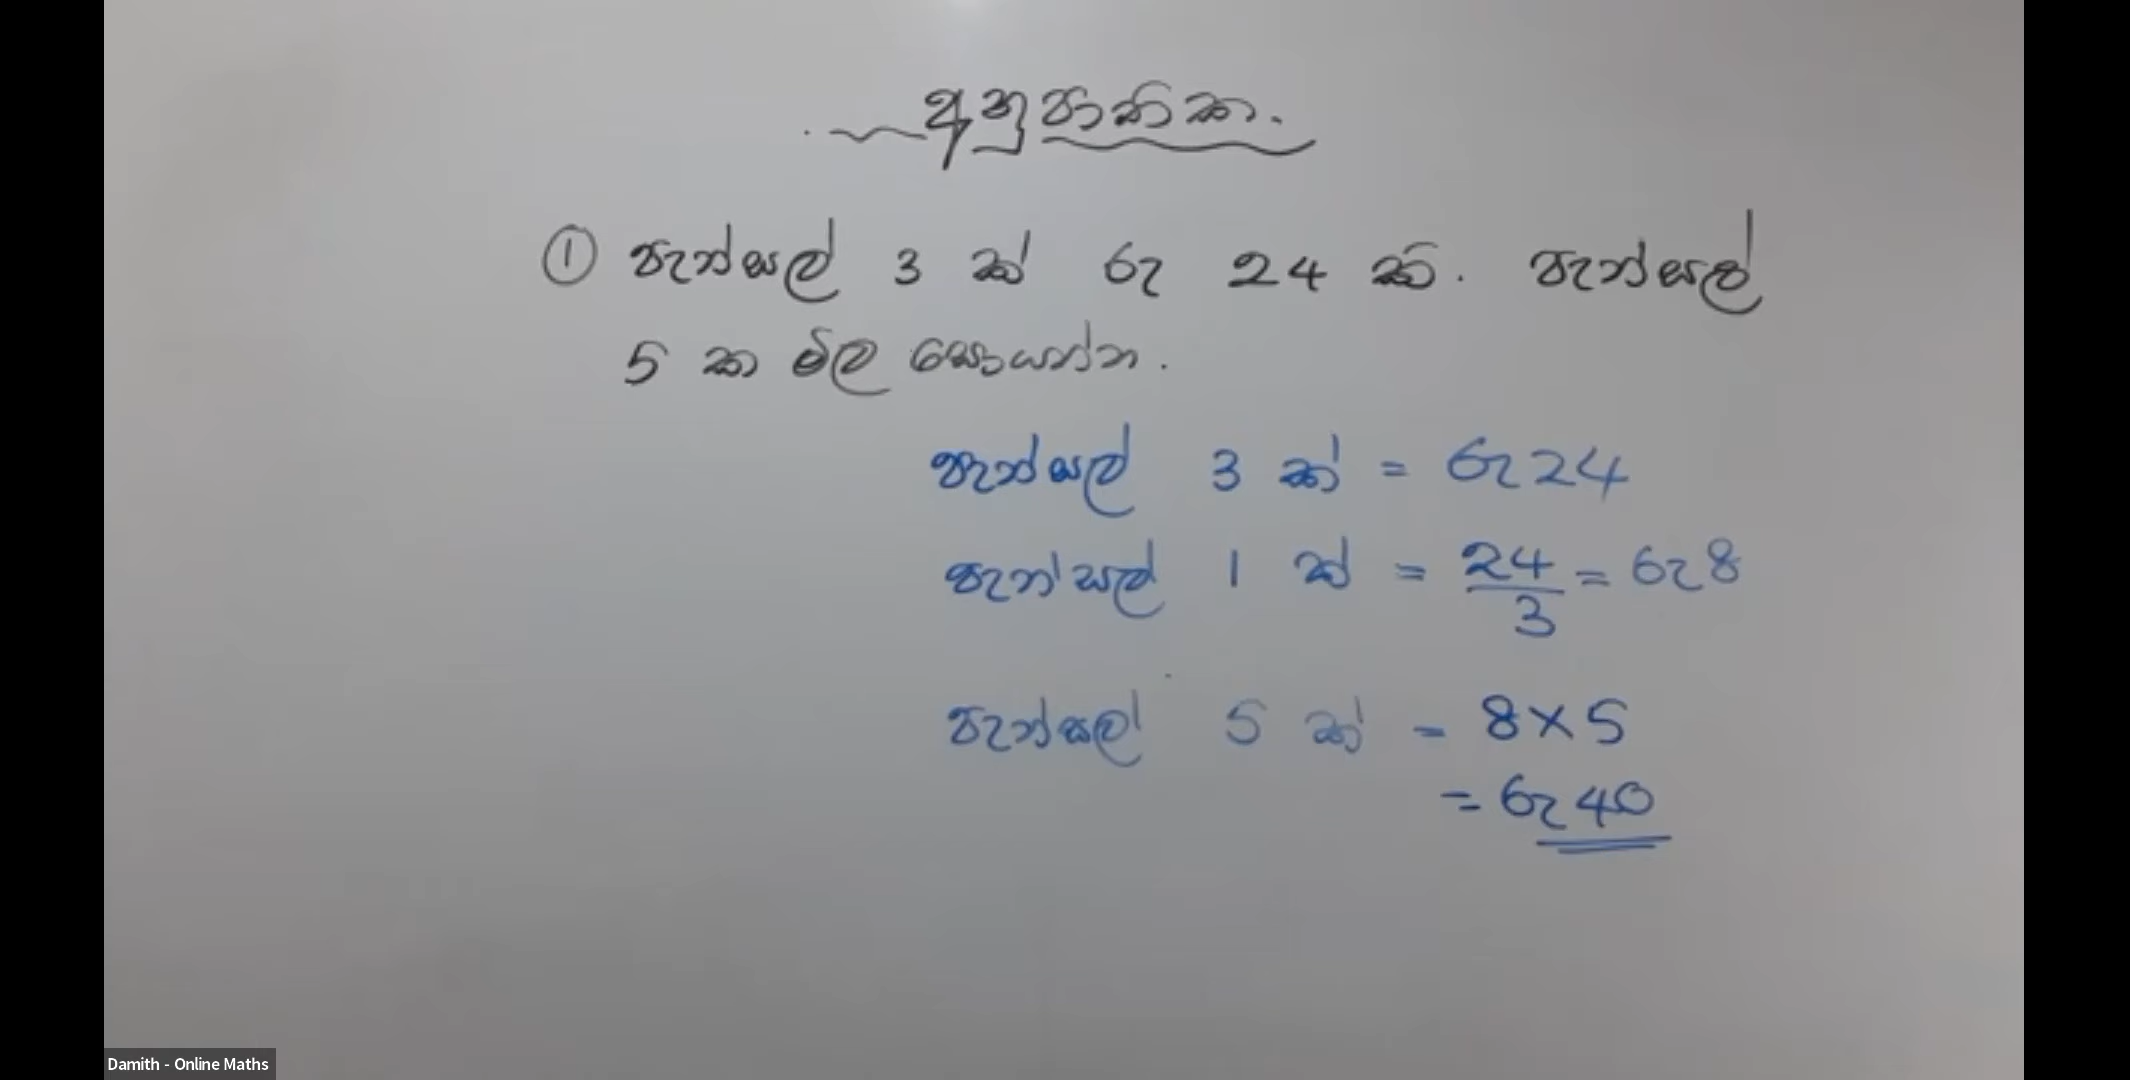 අනුපාතික.
① පැන්සල් 3 ක් රු 24 කි. පැන්සල්
5 ක මිල සොයන්න.
පැන්සල් 3 ක් = රු 24
පැන්සල් 1 ක් = 24/3 = රු 8
පැන්සල් 5 ක් = 8 × 5
= රු 40
Damith - Online Maths